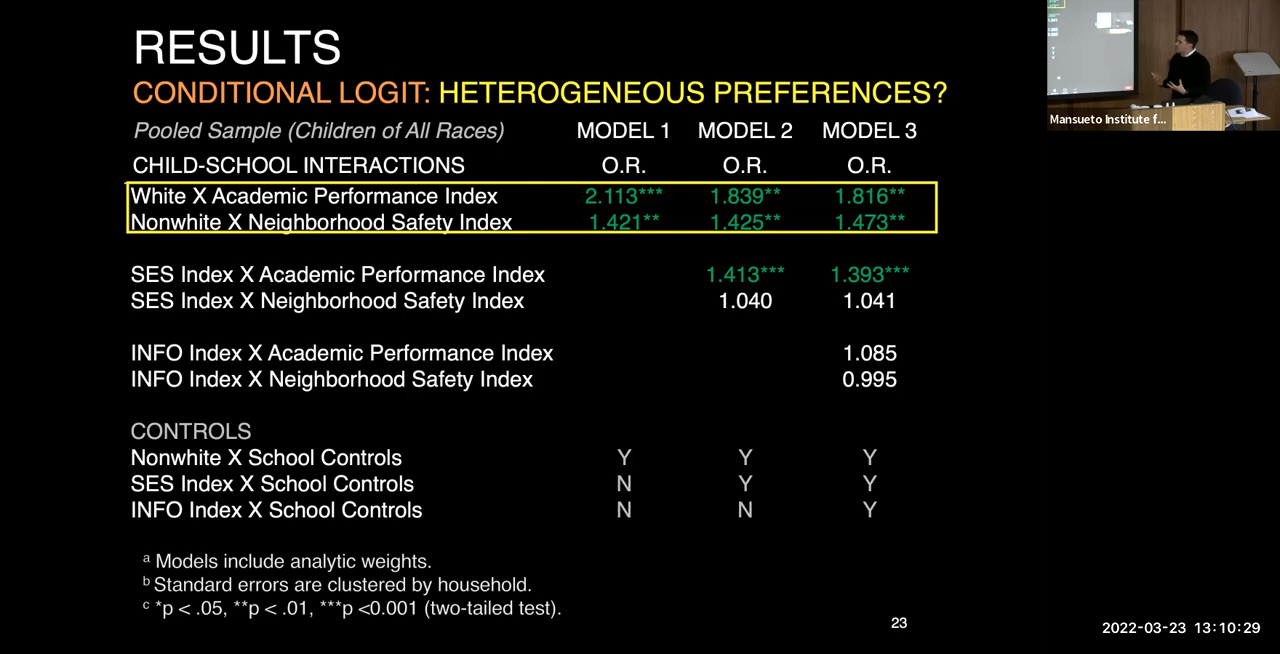 RESULTS
CONDITIONAL LOGIT: HETEROGENEOUS PREFERENCES?
Pooled Sample (Children of All Races) MODEL 1 MODEL 2 MODEL 3
CHILD-SCHOOL INTERACTIONS O.R. O.R. O.R.
White X Academic Performance Index 2.113*** 1.839** 1.816**
Nonwhite X Neighborhood Safety Index 1.421** 1.425** 1.473**
SES Index X Academic Performance Index 1.413*** 1.393***
SES Index X Neighborhood Safety Index 1.040 1.041
INFO Index X Academic Performance Index 1.085
INFO Index X Neighborhood Safety Index 0.995
CONTROLS
Nonwhite X School Controls Y Y Y
SES Index X School Controls N Y Y
INFO Index X School Controls N N Y
a Models include analytic weights.
b Standard errors are clustered by household.
c *p < .05, **p < .01, ***p <0.001 (two-tailed test).
23
Mansueto Institute f...
2022-03-23 13:10:29